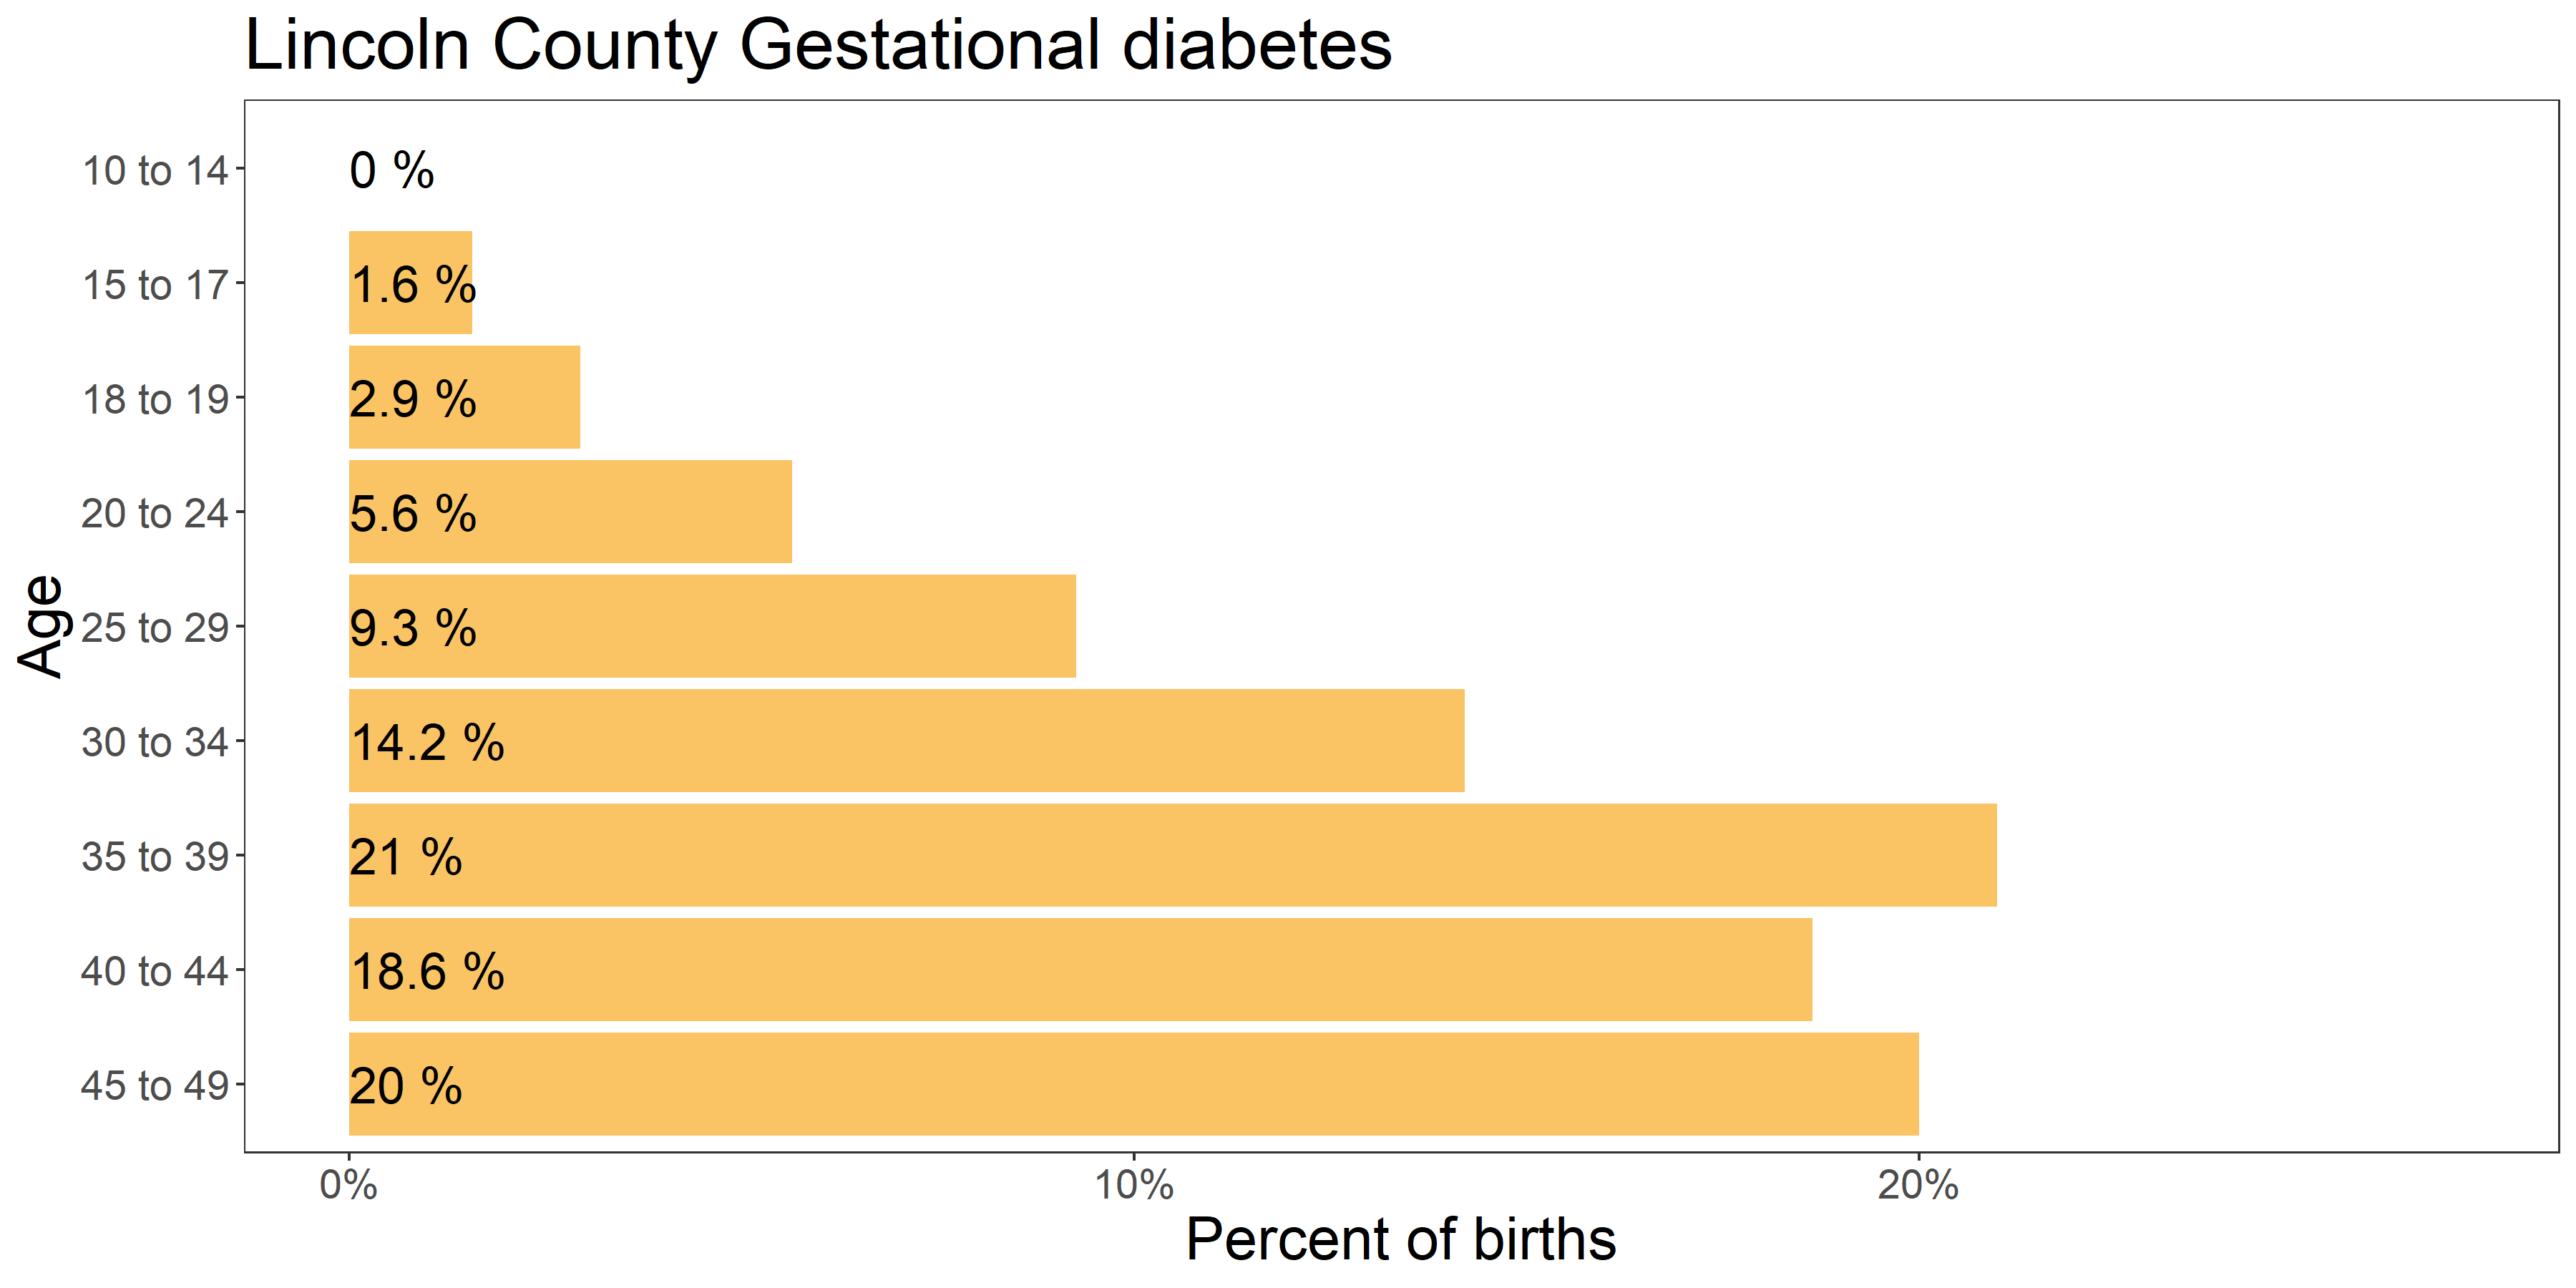 Lincoln County Gestational diabetes
10 to 14
0 %
15 to 17
1.6 %
18 to 19
2.9 %
20 to 24
5.6 %
Age
25 to 29
9.3 %
30 to 34
14.2 %
35 to 39
21 %
40 to 44
18.6 %
45 to 49
20 %
0% 10% 20%
Percent of births